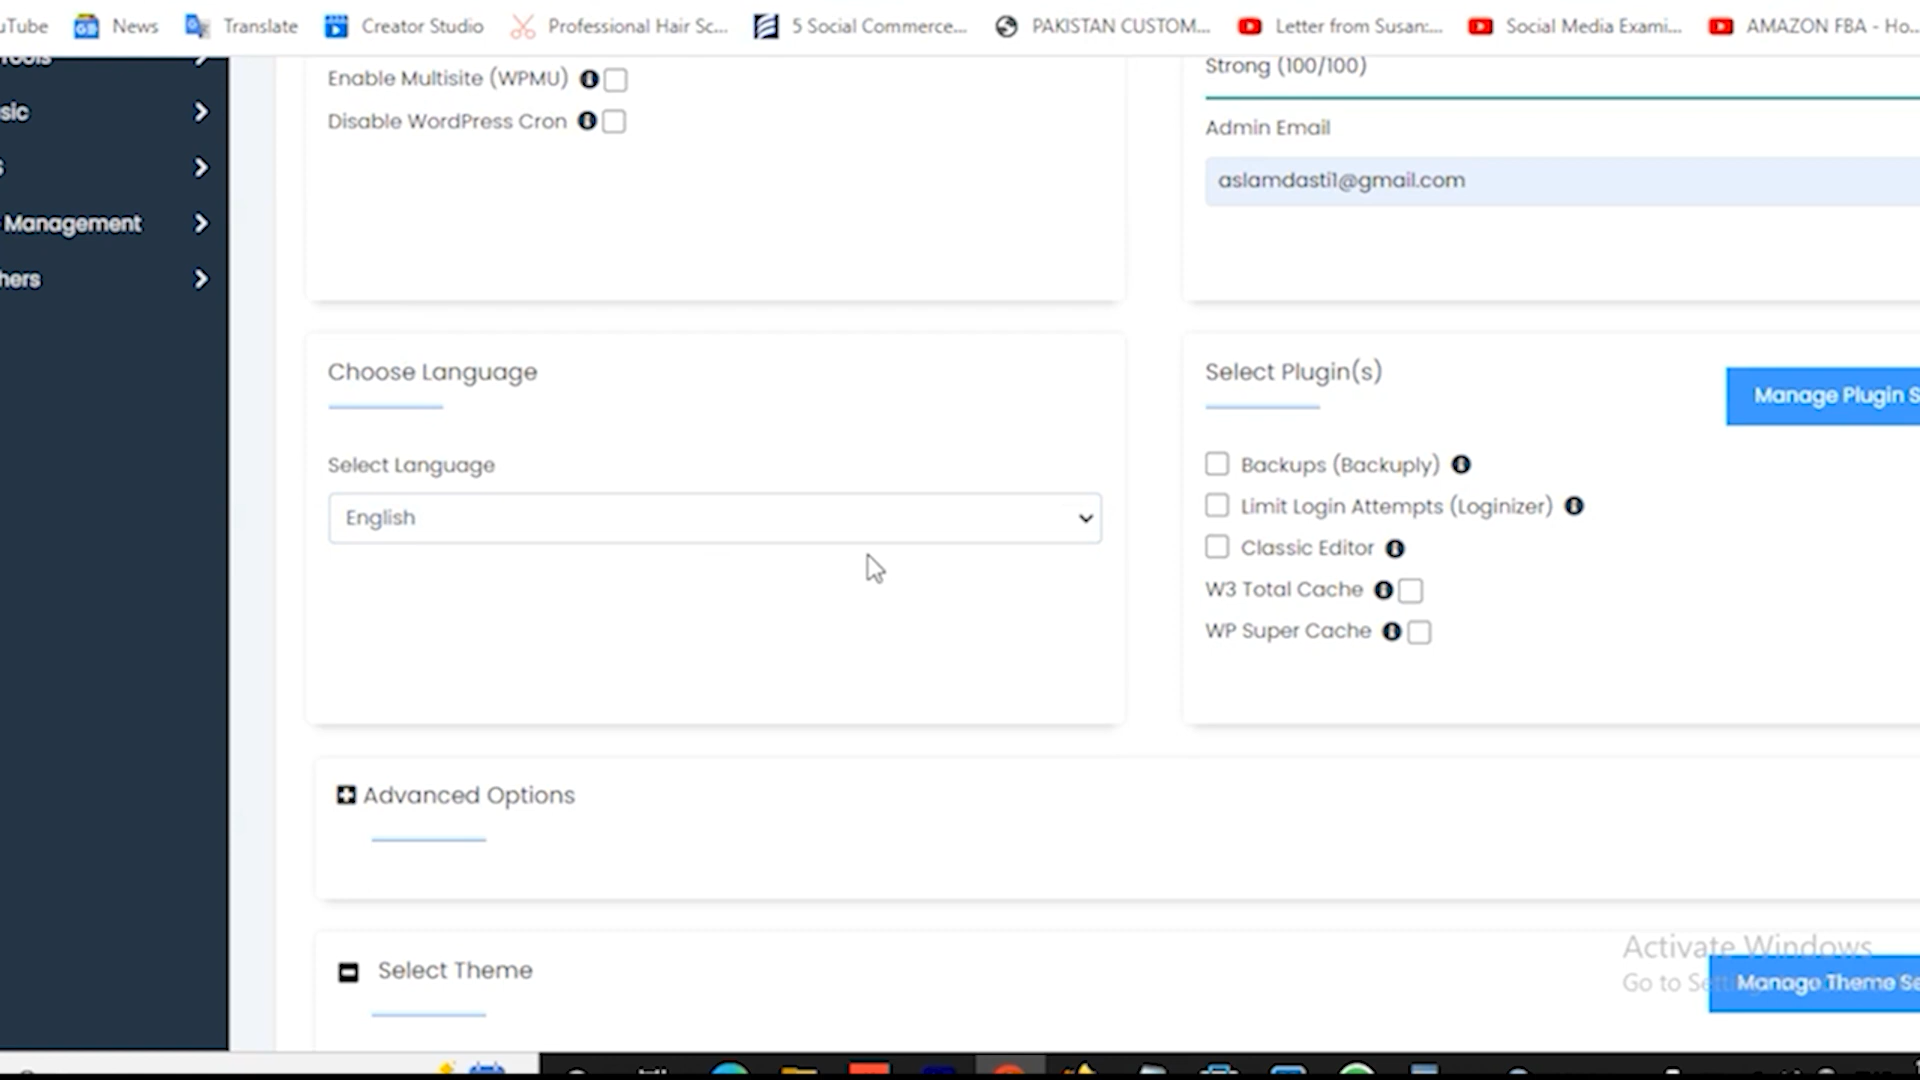 uTube News Translate Creator Studio Professional Hair Sc... 5 Social Commerce... PAKISTAN CUSTOM... Letter from Susan:... Social Media Exami... AMAZON FBA - Ho...
Tools
sic
s
Management
hers
Enable Multisite (WPMU)
Disable WordPress Cron
Strong (100/100)
Admin Email
aslamdasti1@gmail.com
Choose Language
Select Language
English
Select Plugin(s)
Manage Plugin S
Backups (Backuply)
Limit Login Attempts (Loginizer)
Classic Editor
W3 Total Cache
WP Super Cache
Advanced Options
Select Theme
Manage Theme Se
Activate Windows
Go to Setti